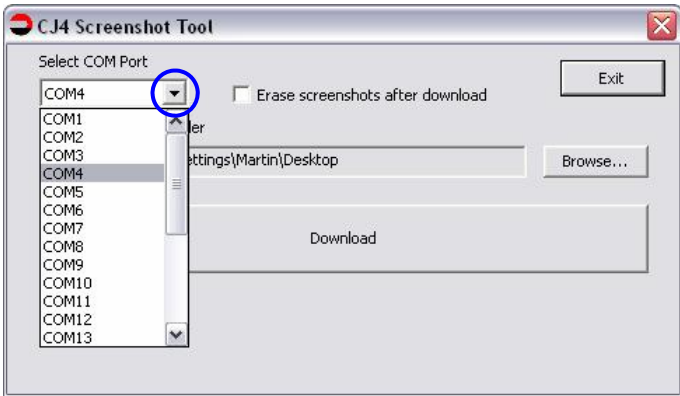 CJ4 Screenshot Tool
Select COM Port
COM4
Erase screenshots after download
Exit
COM1
COM2
COM3
COM4
COM5
COM6
COM7
COM8
COM9
COM10
COM11
COM12
COM13
ler
ettings\Martin\Desktop
Browse...
Download